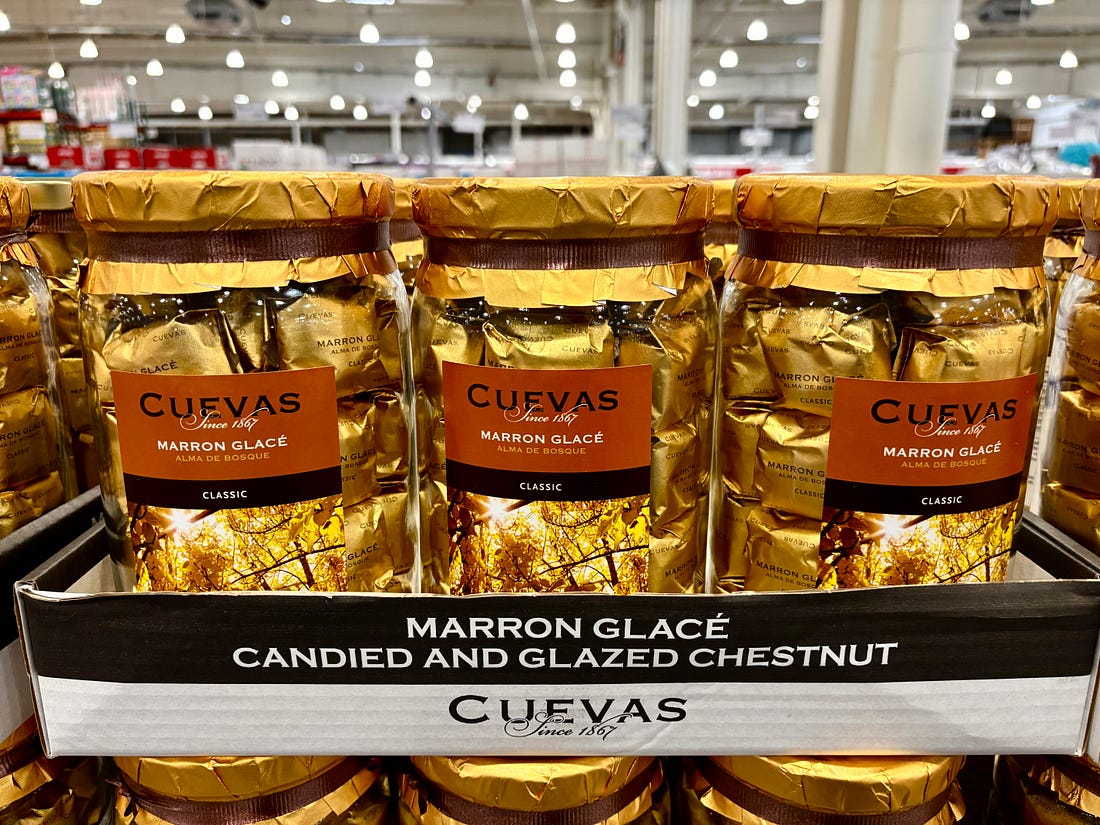 CUEVAS
Since 1867
MARRON GLACÉ
ALMA DE BOSQUE
CLASSIC
CUEVAS
Since 1867
MARRON GLACÉ
ALMA DE BOSQUE
CLASSIC
CUEVAS
Since 1867
MARRON GLACÉ
ALMA DE BOSQUE
CLASSIC
MARRON GLACÉ
CANDIED AND GLAZED CHESTNUT
CUEVAS
Since 1867